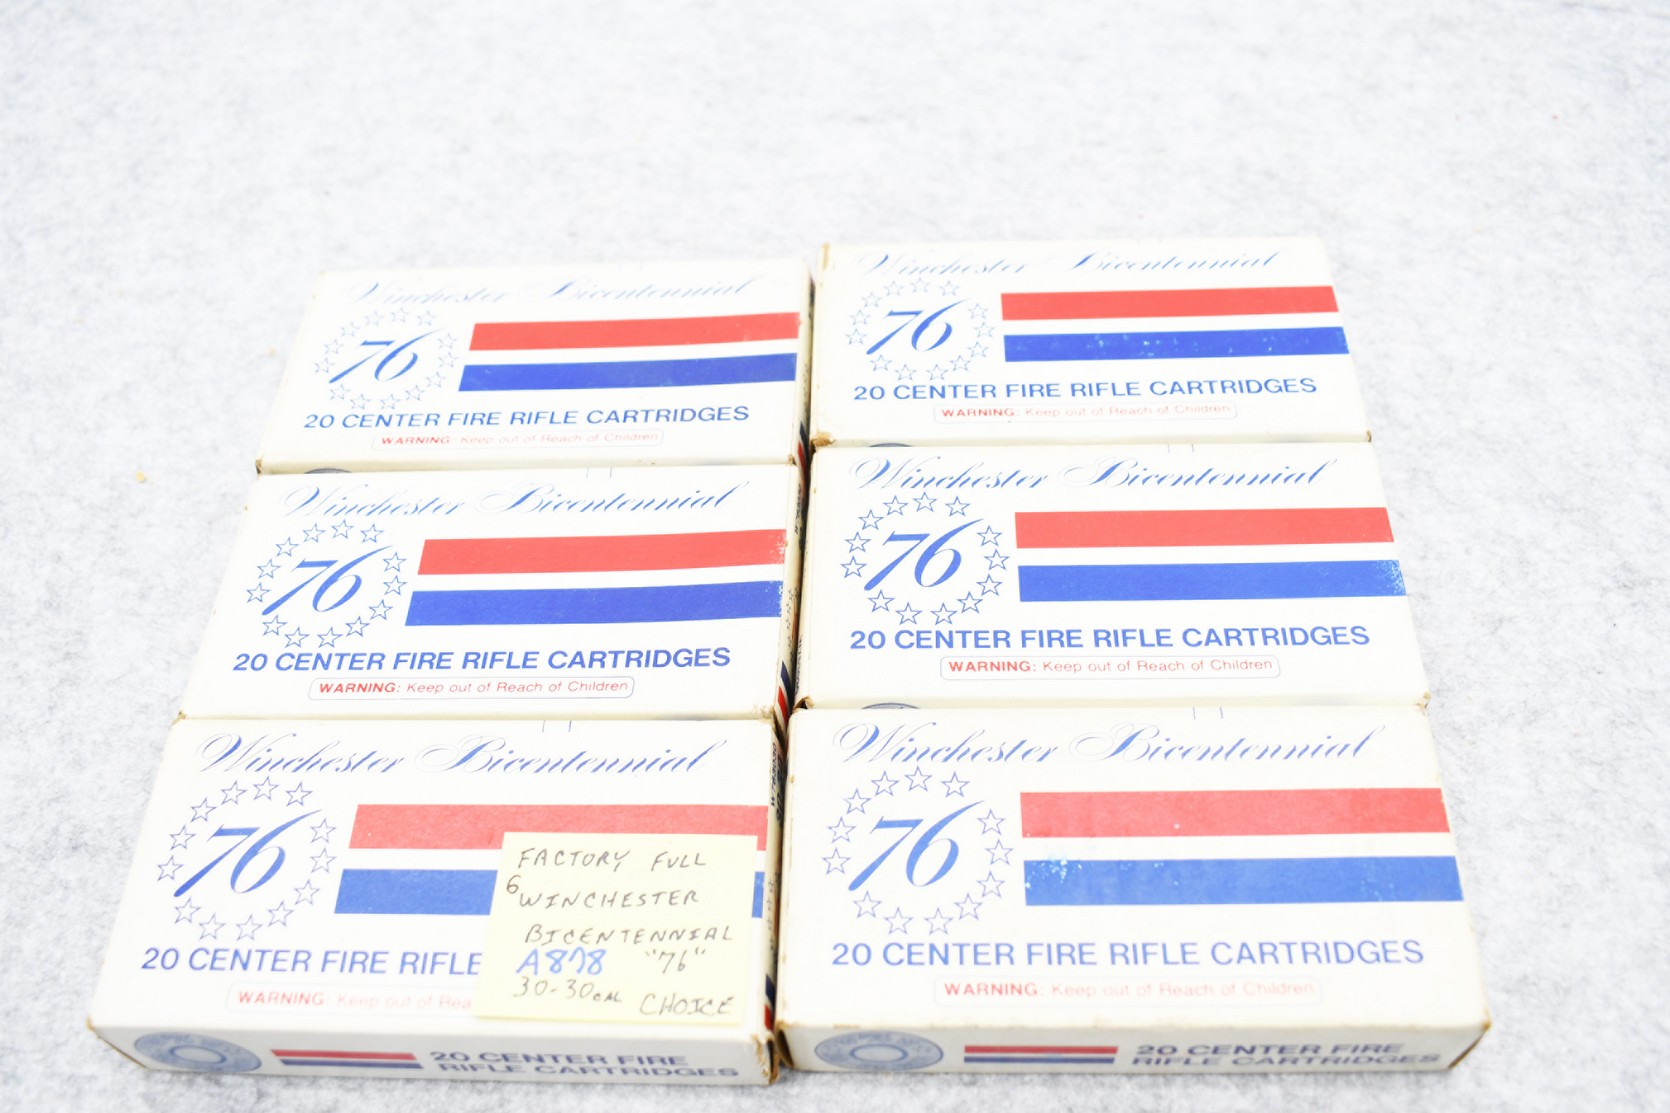 Winchester Bicentennial
76
20 CENTER FIRE RIFLE CARTRIDGES
WARNING: Keep out of Reach of Children
Winchester Bicentennial
76
20 CENTER FIRE RIFLE CARTRIDGES
WARNING: Keep out of Reach of Children
Winchester Bicentennial
76
20 CENTER FIRE RIFLE CARTRIDGES
WARNING: Keep out of Reach of Children
Winchester Bicentennial
76
20 CENTER FIRE RIFLE CARTRIDGES
WARNING: Keep out of Reach of Children
Winchester Bicentennial
76
20 CENTER FIRE RIFLE
WARNING: Keep out of Rea
FACTORY FULL
6 WINCHESTER
BICENTENNIAL
A878 "76"
30-30 CAL
CHOICE
20 CENTER FIRE
RIFLE CARTRIDGES
Winchester Bicentennial
76
20 CENTER FIRE RIFLE CARTRIDGES
WARNING: Keep out of Reach of Children
20 CENTER FIRE
RIFLE CARTRIDGES